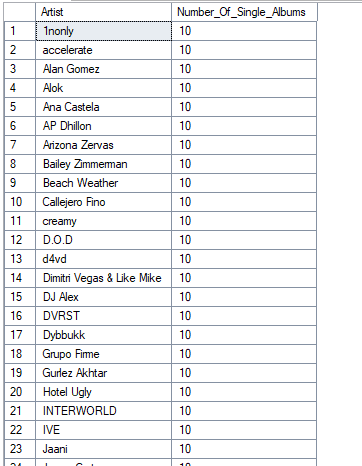 Artist Number_Of_Single_Albums
1 1nonly 10
2 accelerate 10
3 Alan Gomez 10
4 Alok 10
5 Ana Castela 10
6 AP Dhillon 10
7 Arizona Zervas 10
8 Bailey Zimmerman 10
9 Beach Weather 10
10 Callejero Fino 10
11 creamy 10
12 D.O.D 10
13 d4vd 10
14 Dimitri Vegas & Like Mike 10
15 DJ Alex 10
16 DVRST 10
17 Dybbukk 10
18 Grupo Firme 10
19 Gurlez Akhtar 10
20 Hotel Ugly 10
21 INTERWORLD 10
22 IVE 10
23 Jaani 10